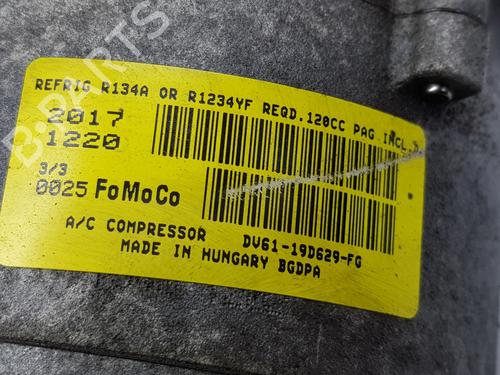 REFRIG R134A OR R1234YF REQD.120CC PAG INCL.
2017
1220
3/3
0025 FoMoCo
A/C COMPRESSOR DV61-19D629-FG
MADE IN HUNGARY BGDPA
B-PARTS